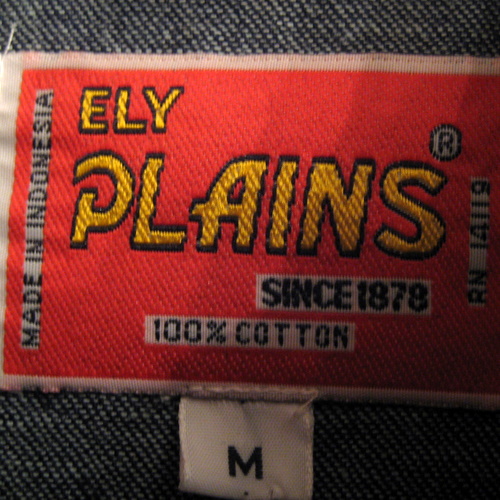 ELY
PLAINS®
SINCE 1878
100% COTTON
MADE IN INDONESIA
RN 14119
M